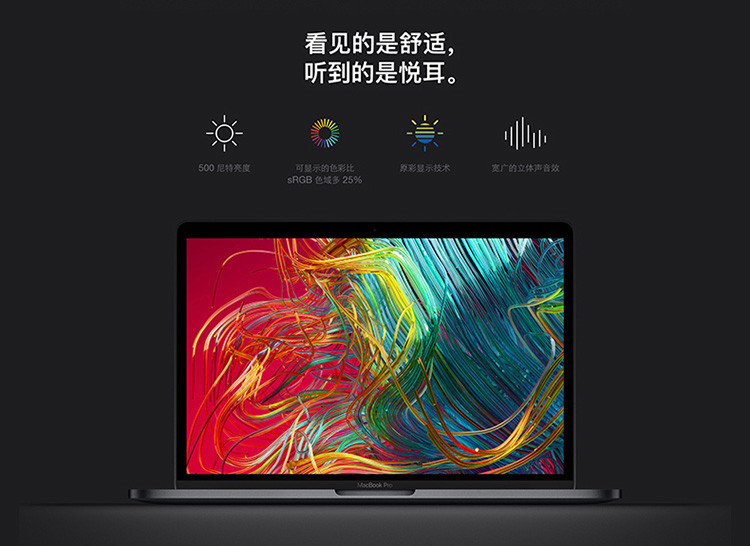 看见的是舒适，
听到的是悦耳。
500 尼特亮度
可显示的色彩比
sRGB 色域多 25%
原彩显示技术
宽广的立体声音效
MacBook Pro